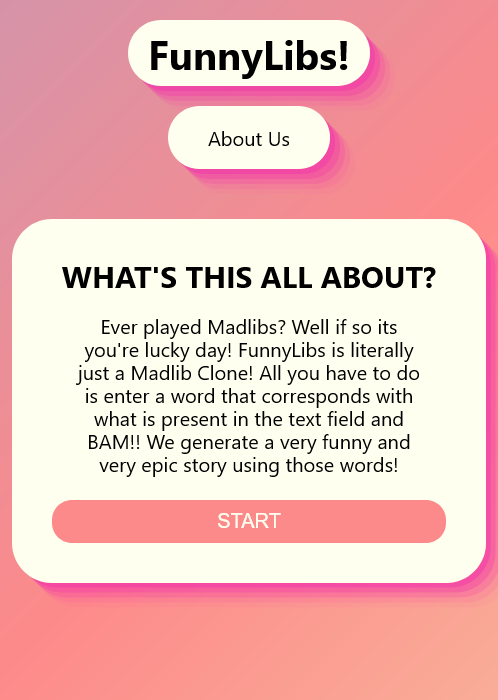 FunnyLibs!
About Us
WHAT'S THIS ALL ABOUT?
Ever played Madlibs? Well if so its
you're lucky day! FunnyLibs is literally
just a Madlib Clone! All you have to do
is enter a word that corresponds with
what is present in the text field and
BAM!! We generate a very funny and
very epic story using those words!
START